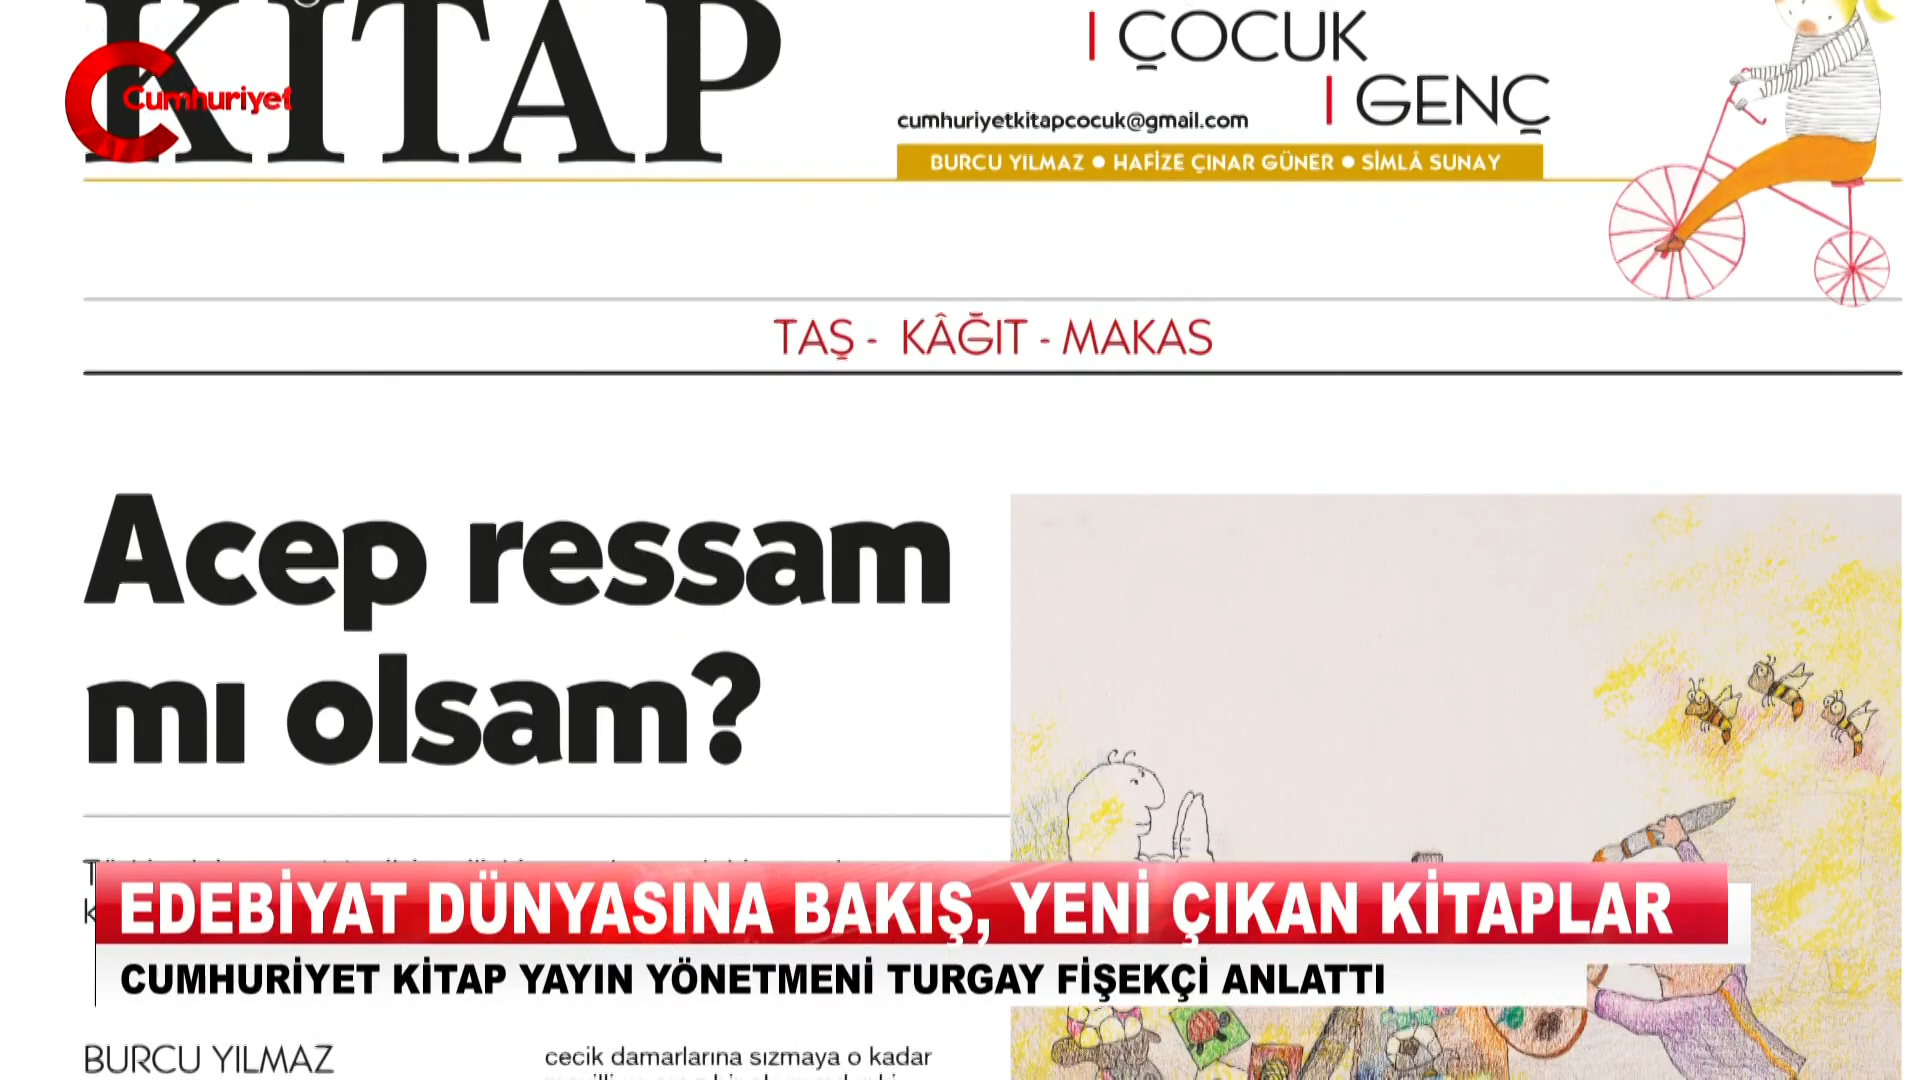 KİTAP
Cumhuriyet
| ÇOCUK
| GENÇ
cumhuriyetkitapcocuk@gmail.com
BURCU YILMAZ ● HAFİZE ÇINAR GÜNER ● SİMLÂ SUNAY
TAŞ - KÂĞIT - MAKAS
Acep ressam
mı olsam?
EDEBİYAT DÜNYASINA BAKIŞ, YENİ ÇIKAN KİTAPLAR
CUMHURİYET KİTAP YAYIN YÖNETMENİ TURGAY FİŞEKÇİ ANLATTI
BURCU YILMAZ
cecik damarlarına sızmaya o kadar